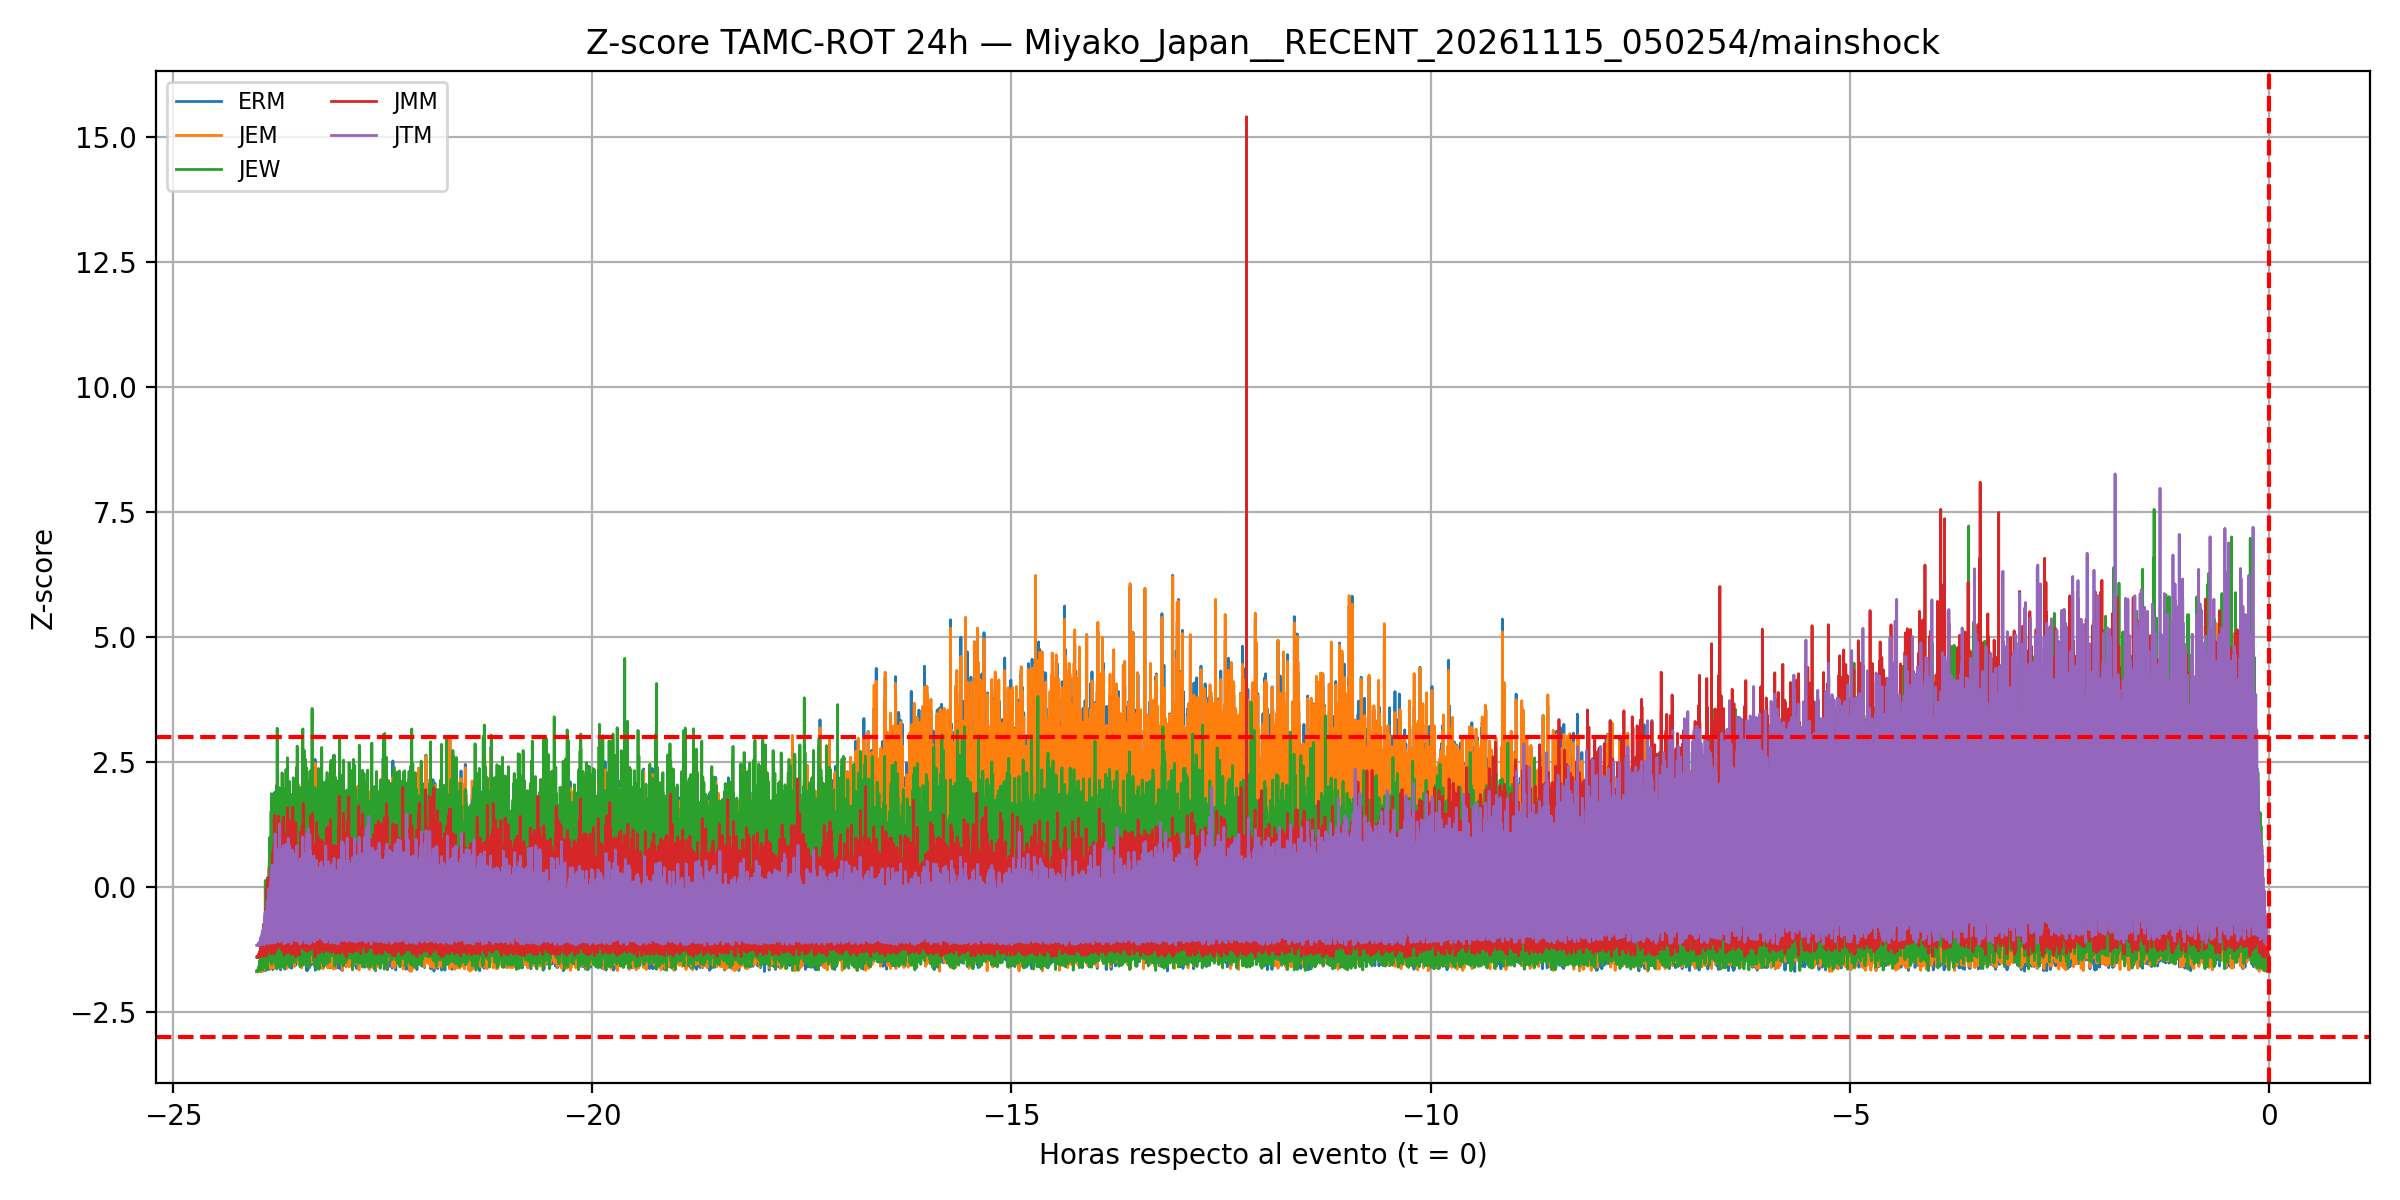 Z-score TAMC-ROT 24h — Miyako_Japan__RECENT_20261115_050254/mainshock
ERM
JEM
JEW
JMM
JTM
15.0
12.5
10.0
7.5
5.0
2.5
0.0
−2.5
Z-score
−25
−20
−15
−10
−5
0
Horas respecto al evento (t = 0)